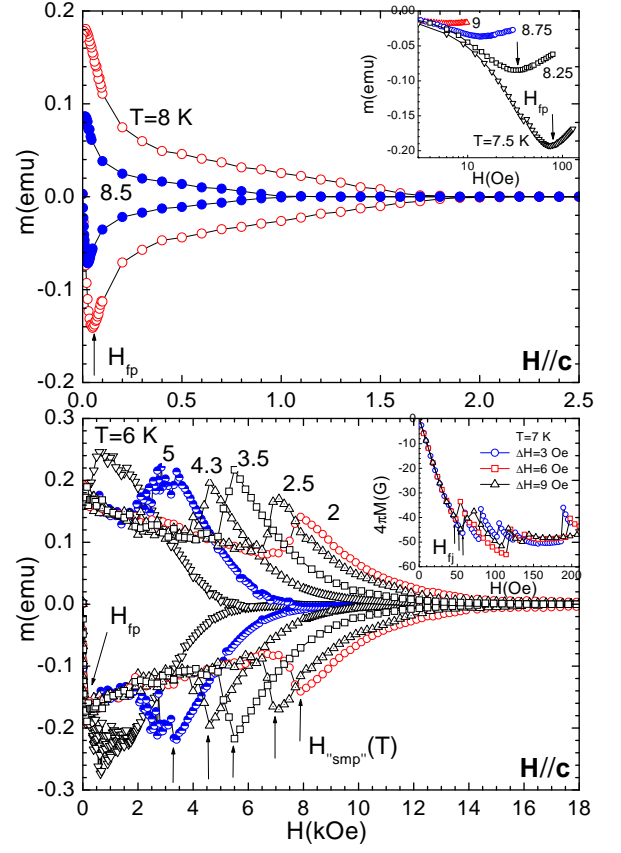 0.2
0.1
0.0
-0.1
-0.2
m(emu)
T=8 K
8.5
H_fp
H//c
0.0 0.5 1.0 1.5 2.0 2.5
0.00
-0.05
-0.10
-0.15
-0.20
m(emu)
9
8.75
8.25
H_fp
T=7.5 K
10 100
H(Oe)
0.3
0.2
0.1
0.0
-0.1
-0.2
-0.3
m(emu)
T=6 K
5
4.3
3.5
2.5
2
H_fp
H_"smp"(T)
H//c
0 2 4 6 8 10 12 14 16 18
H(kOe)
0
-10
-20
-30
-40
-50
-60
4πM(G)
T=7 K
ΔH=3 Oe
ΔH=6 Oe
ΔH=9 Oe
H_fj
0 50 100 150 200
H(Oe)